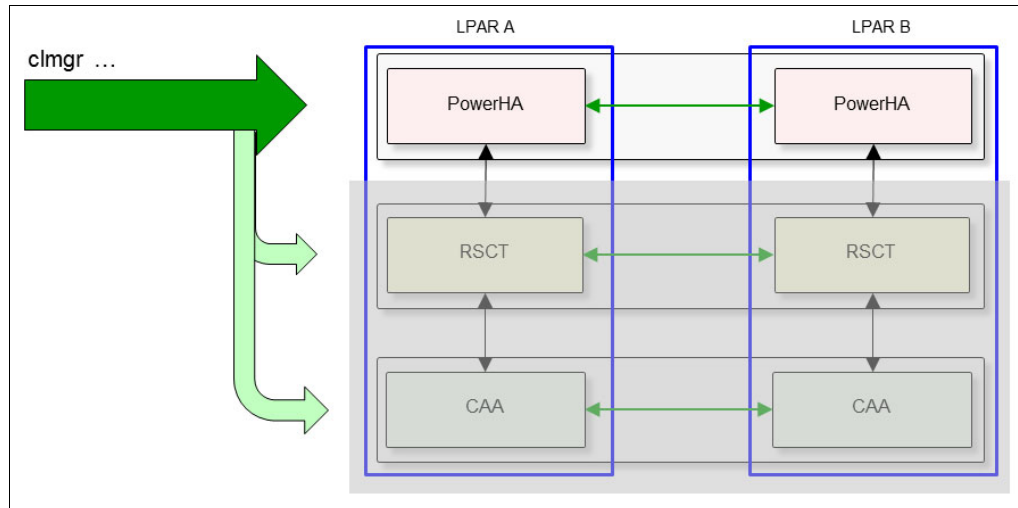 LPAR A
LPAR B
clmgr ...
PowerHA
PowerHA
RSCT
RSCT
CAA
CAA